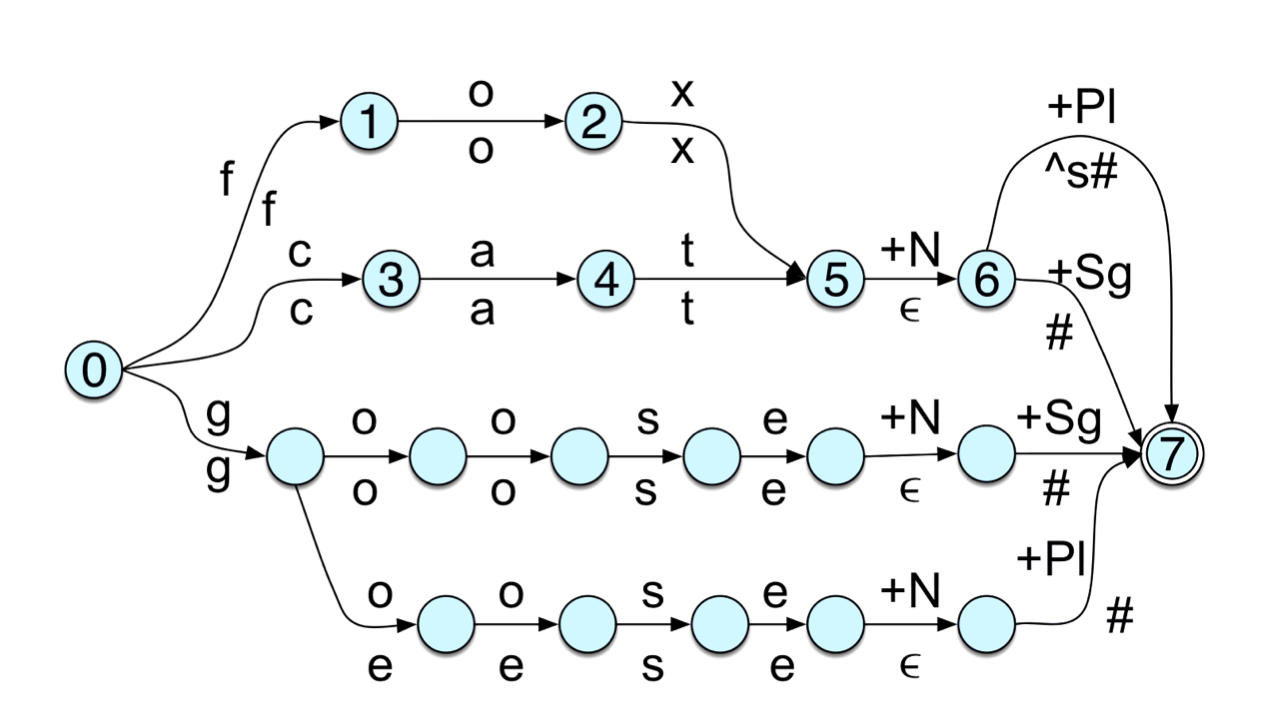 +Pl
o x
1 2
o x
^s#
f
f
c a t +N +Sg
3 4 5 6
c a t ϵ #
0
g o o s e +N +Sg
7
g o o s e ϵ #
+Pl
o o s e +N #
e e s e ϵ